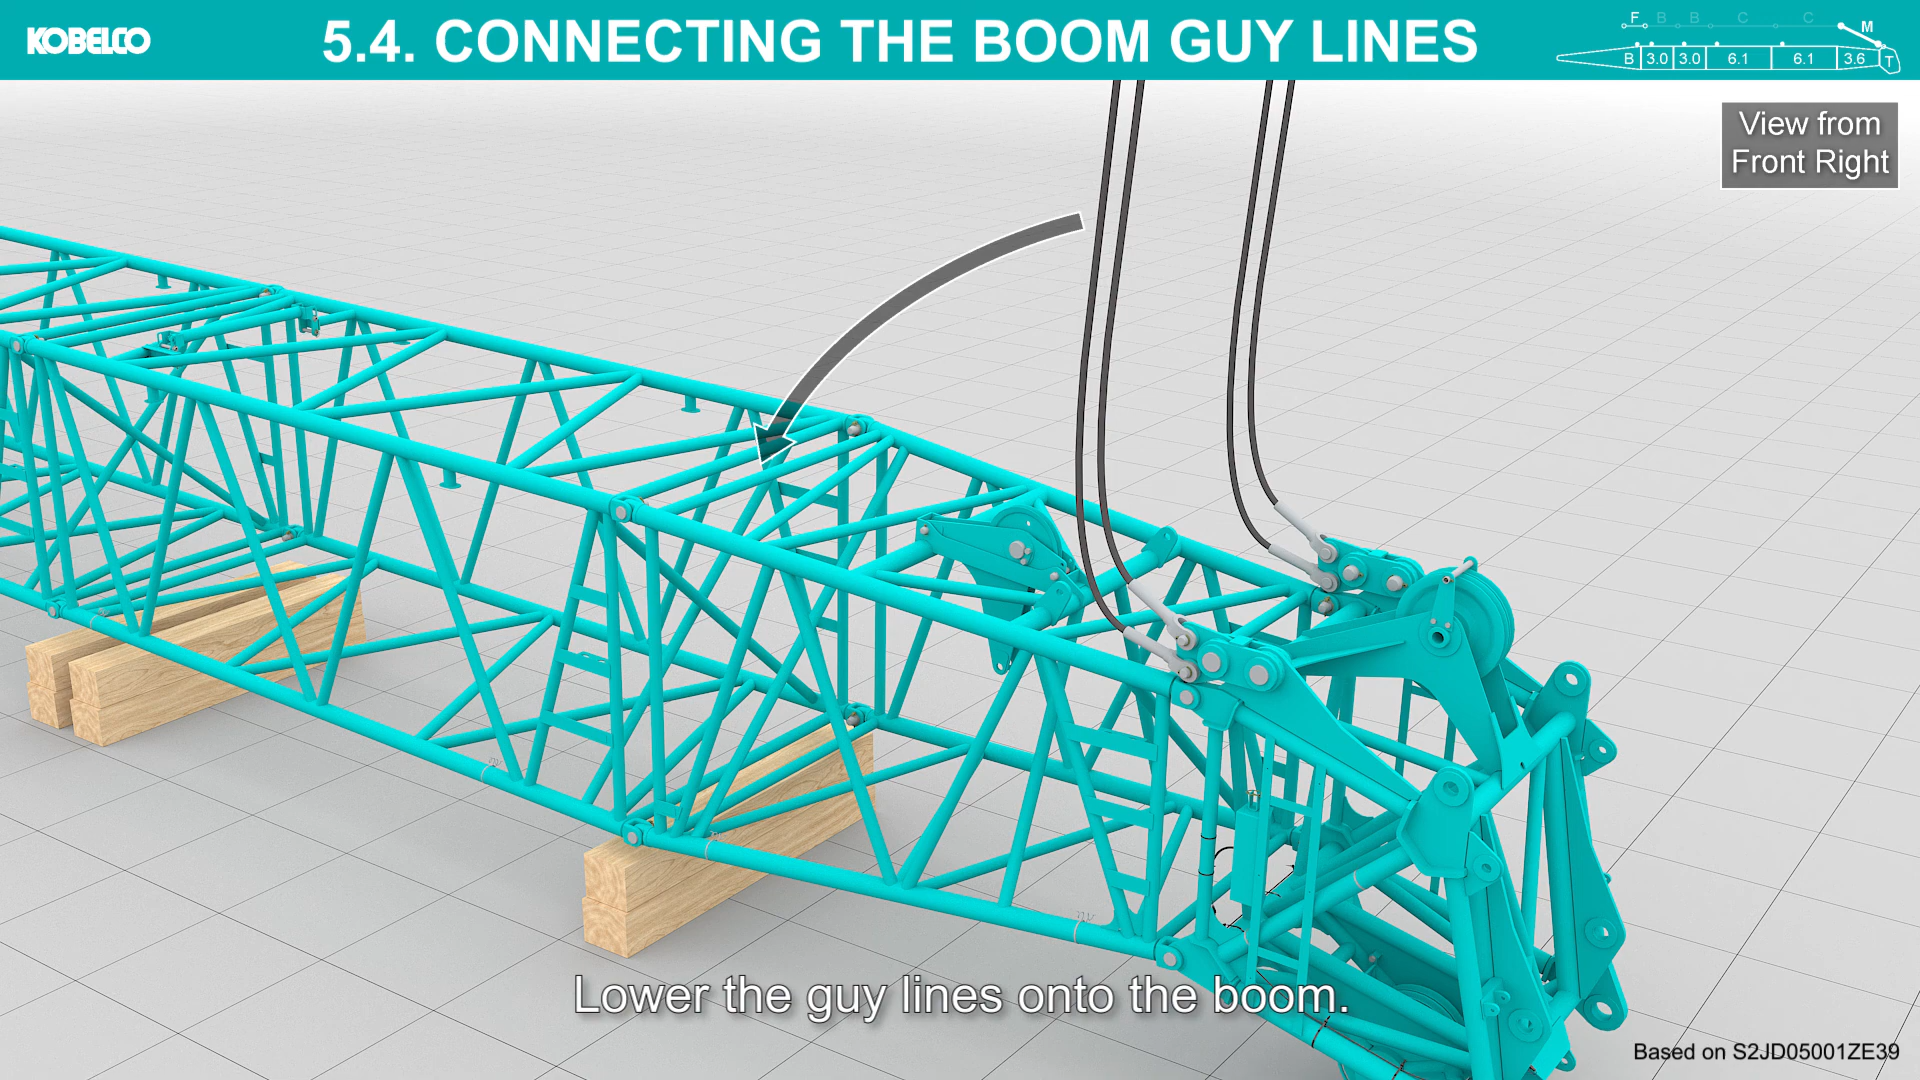 KOBELCO
5.4. CONNECTING THE BOOM GUY LINES
F B B C C
M
B 3.0 3.0 6.1 6.1 3.6 T
View from
Front Right
Lower the guy lines onto the boom.
Based on S2JD05001ZE39